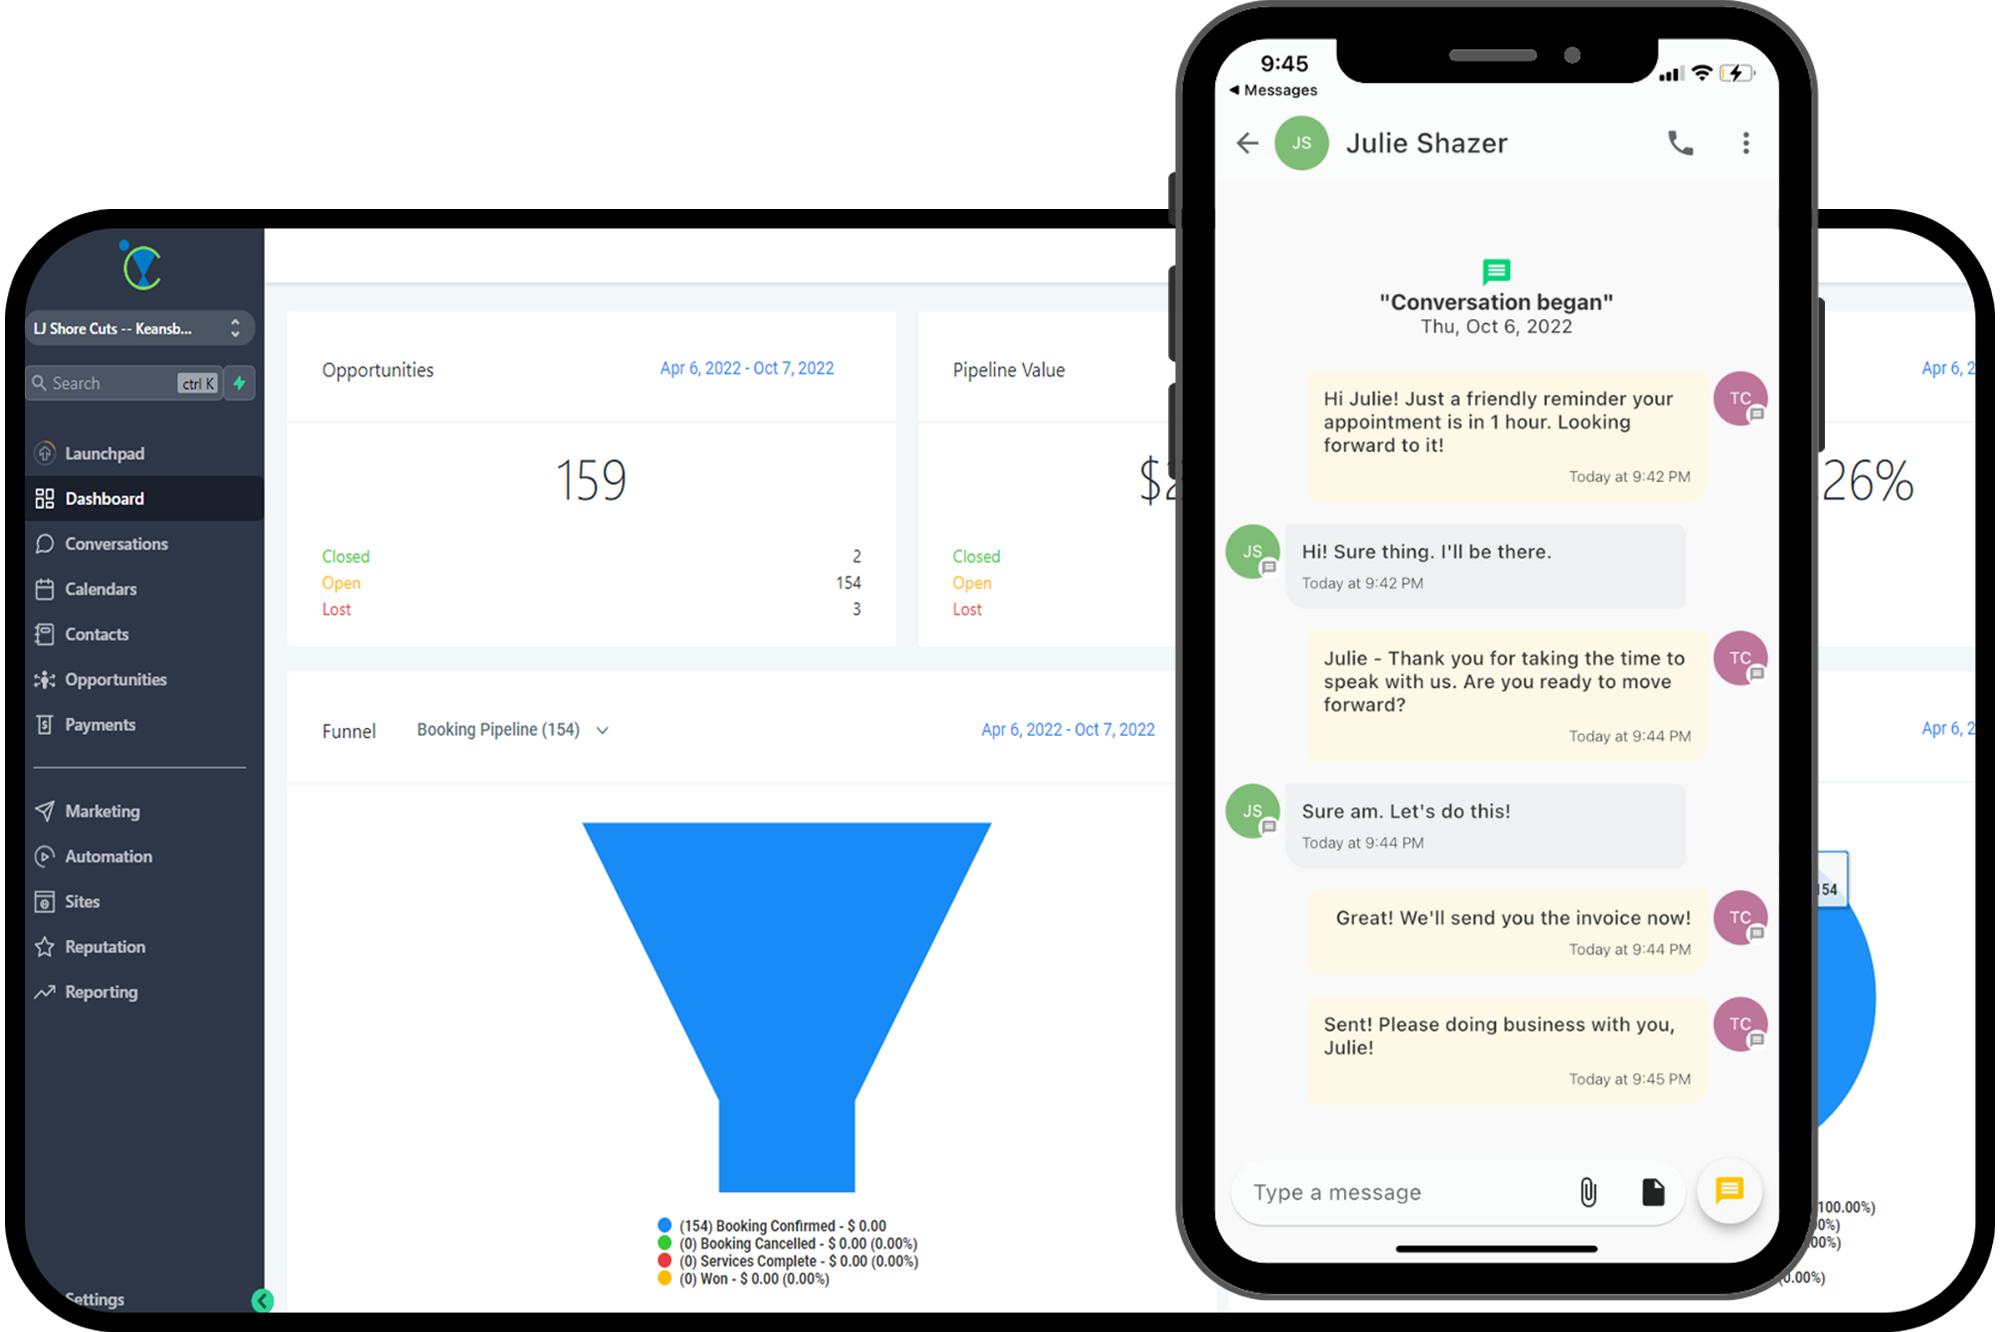 LJ Shore Cuts -- Keansb...
Search
ctrl K
Launchpad
Dashboard
Conversations
Calendars
Contacts
Opportunities
Payments
Marketing
Automation
Sites
Reputation
Reporting
Settings
Opportunities
Apr 6, 2022 - Oct 7, 2022
159
Closed 2
Open 154
Lost 3
Pipeline Value
Closed
Open
Lost
Apr 6, 2
26%
Funnel
Booking Pipeline (154)
Apr 6, 2022 - Oct 7, 2022
(154) Booking Confirmed - $ 0.00
(0) Booking Cancelled - $ 0.00 (0.00%)
(0) Services Complete - $ 0.00 (0.00%)
(0) Won - $ 0.00 (0.00%)
Apr 6, 2
154
100.00%)
0%)
00%)
0.00%)
9:45
Messages
JS
Julie Shazer
"Conversation began"
Thu, Oct 6, 2022
Hi Julie! Just a friendly reminder your
appointment is in 1 hour. Looking
forward to it!
Today at 9:42 PM
TC
JS
Hi! Sure thing. I'll be there.
Today at 9:42 PM
Julie - Thank you for taking the time to
speak with us. Are you ready to move
forward?
Today at 9:44 PM
TC
JS
Sure am. Let's do this!
Today at 9:44 PM
Great! We'll send you the invoice now!
Today at 9:44 PM
TC
Sent! Please doing business with you,
Julie!
Today at 9:45 PM
TC
Type a message